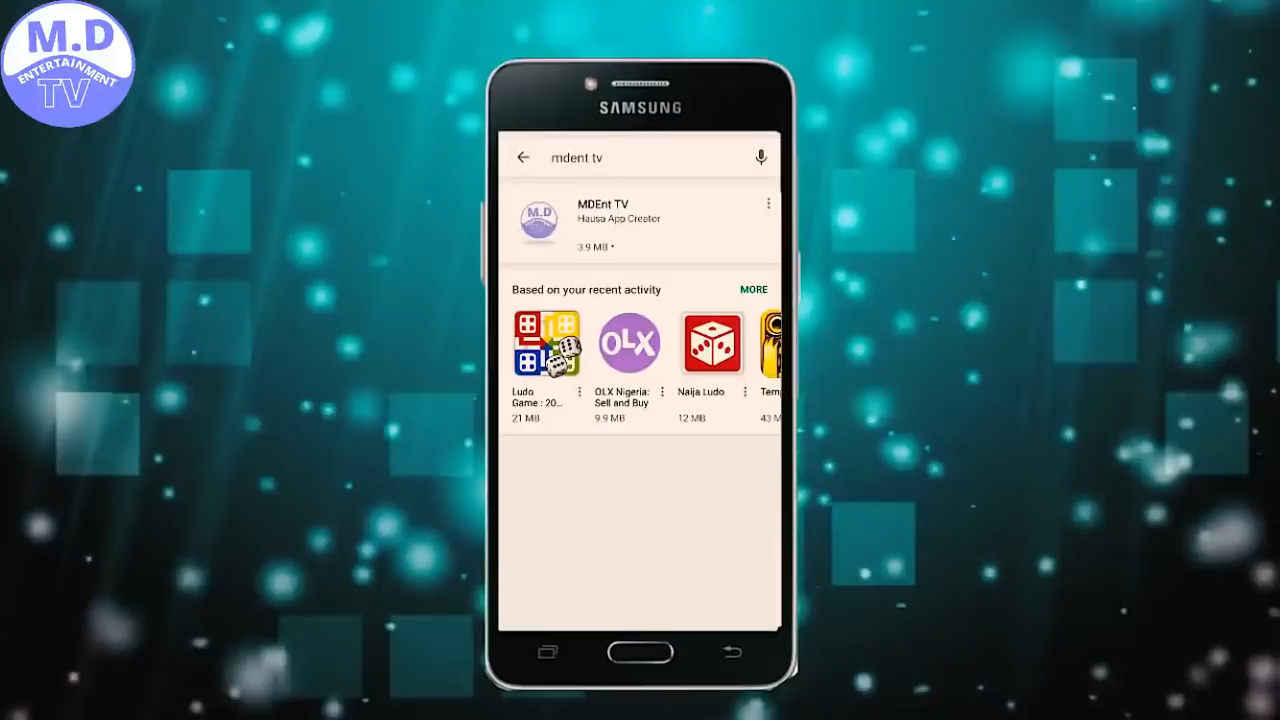 M.D
ENTERTAINMENT
TV
SAMSUNG
mdent tv
M.D
MDEnt TV
Hausa App Creator
3.9 MB •
Based on your recent activity
MORE
OLX
Ludo
Game : 20...
21 MB
OLX Nigeria:
Sell and Buy
9.9 MB
Naija Ludo
12 MB
Tem
43 M